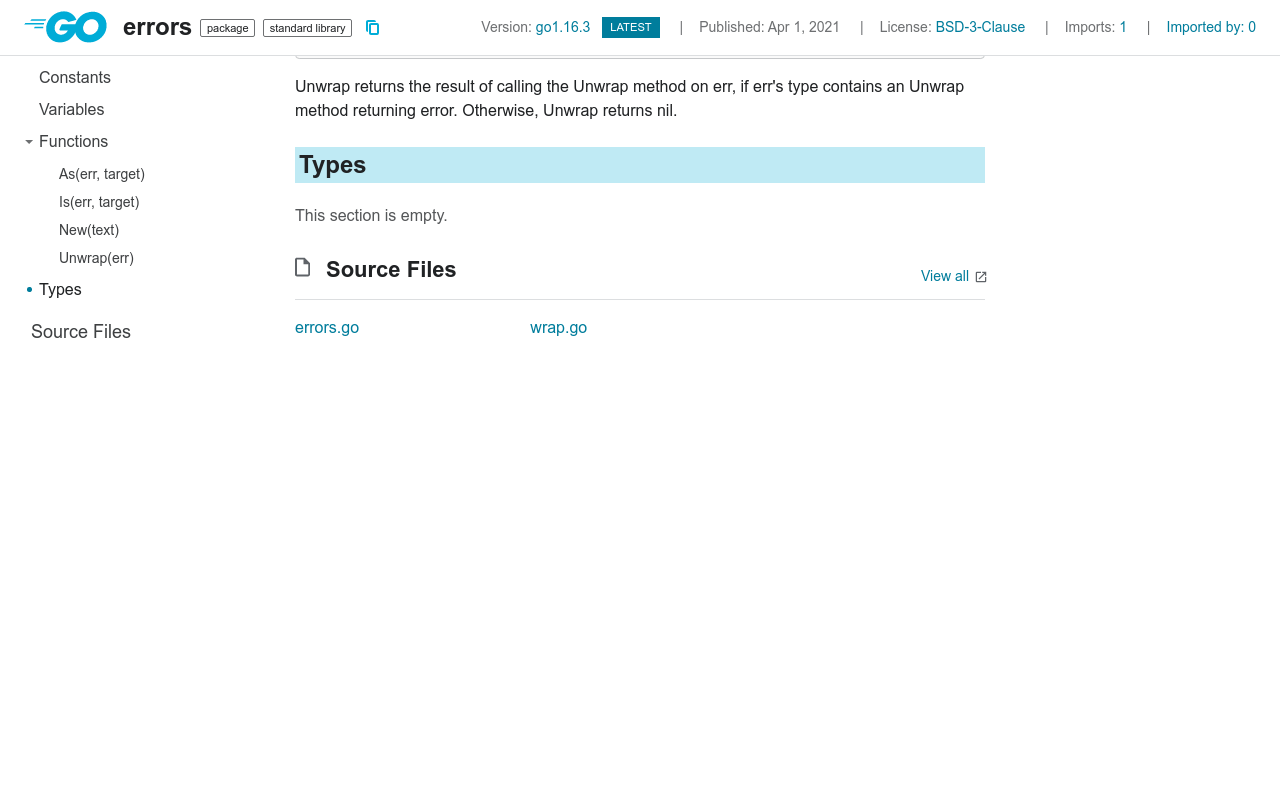 GO errors package standard library Version: go1.16.3 LATEST | Published: Apr 1, 2021 | License: BSD-3-Clause | Imports: 1 | Imported by: 0
Constants
Variables
Functions
As(err, target)
Is(err, target)
New(text)
Unwrap(err)
Types
Source Files
Unwrap returns the result of calling the Unwrap method on err, if err's type contains an Unwrap
method returning error. Otherwise, Unwrap returns nil.
Types
This section is empty.
Source Files
View all
errors.go wrap.go